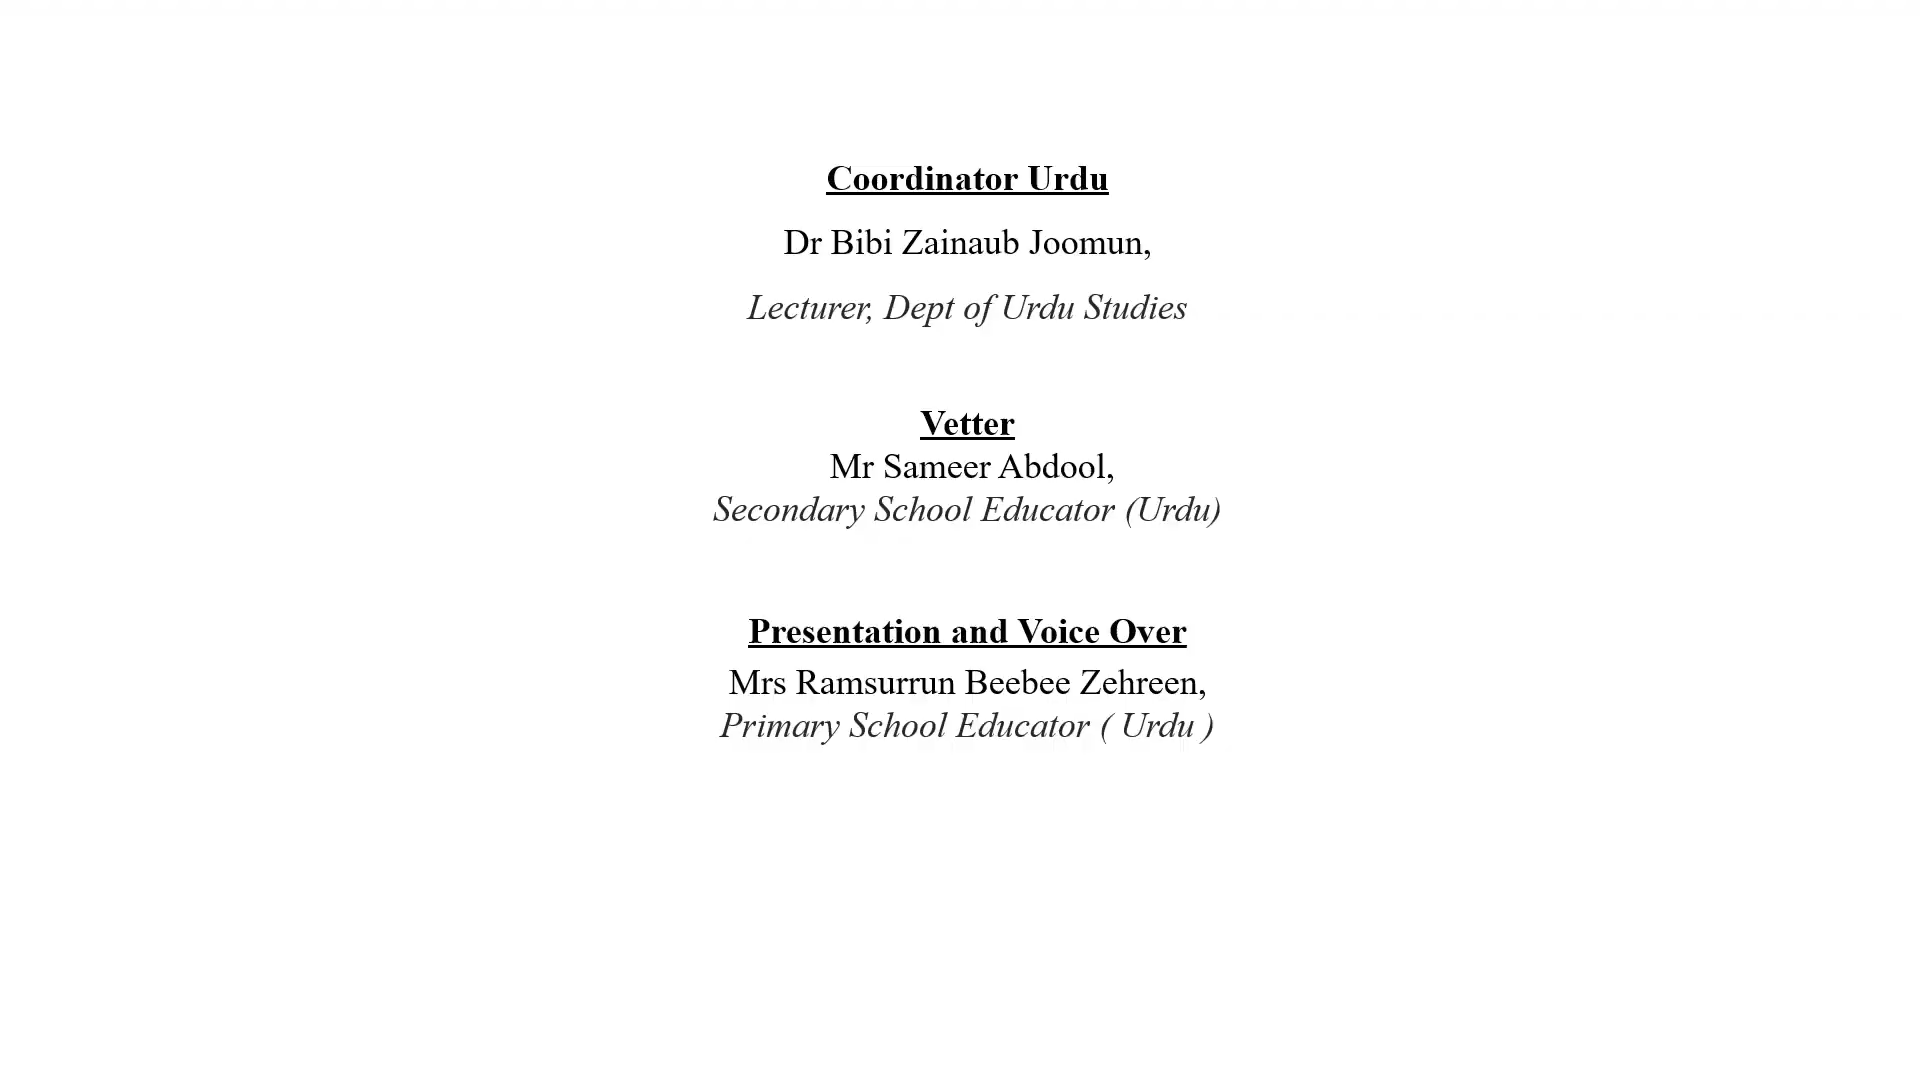 Coordinator Urdu
Dr Bibi Zainaub Joomun,
Lecturer, Dept of Urdu Studies
Vetter
Mr Sameer Abdool,
Secondary School Educator (Urdu)
Presentation and Voice Over
Mrs Ramsurrun Beebee Zehreen,
Primary School Educator ( Urdu )